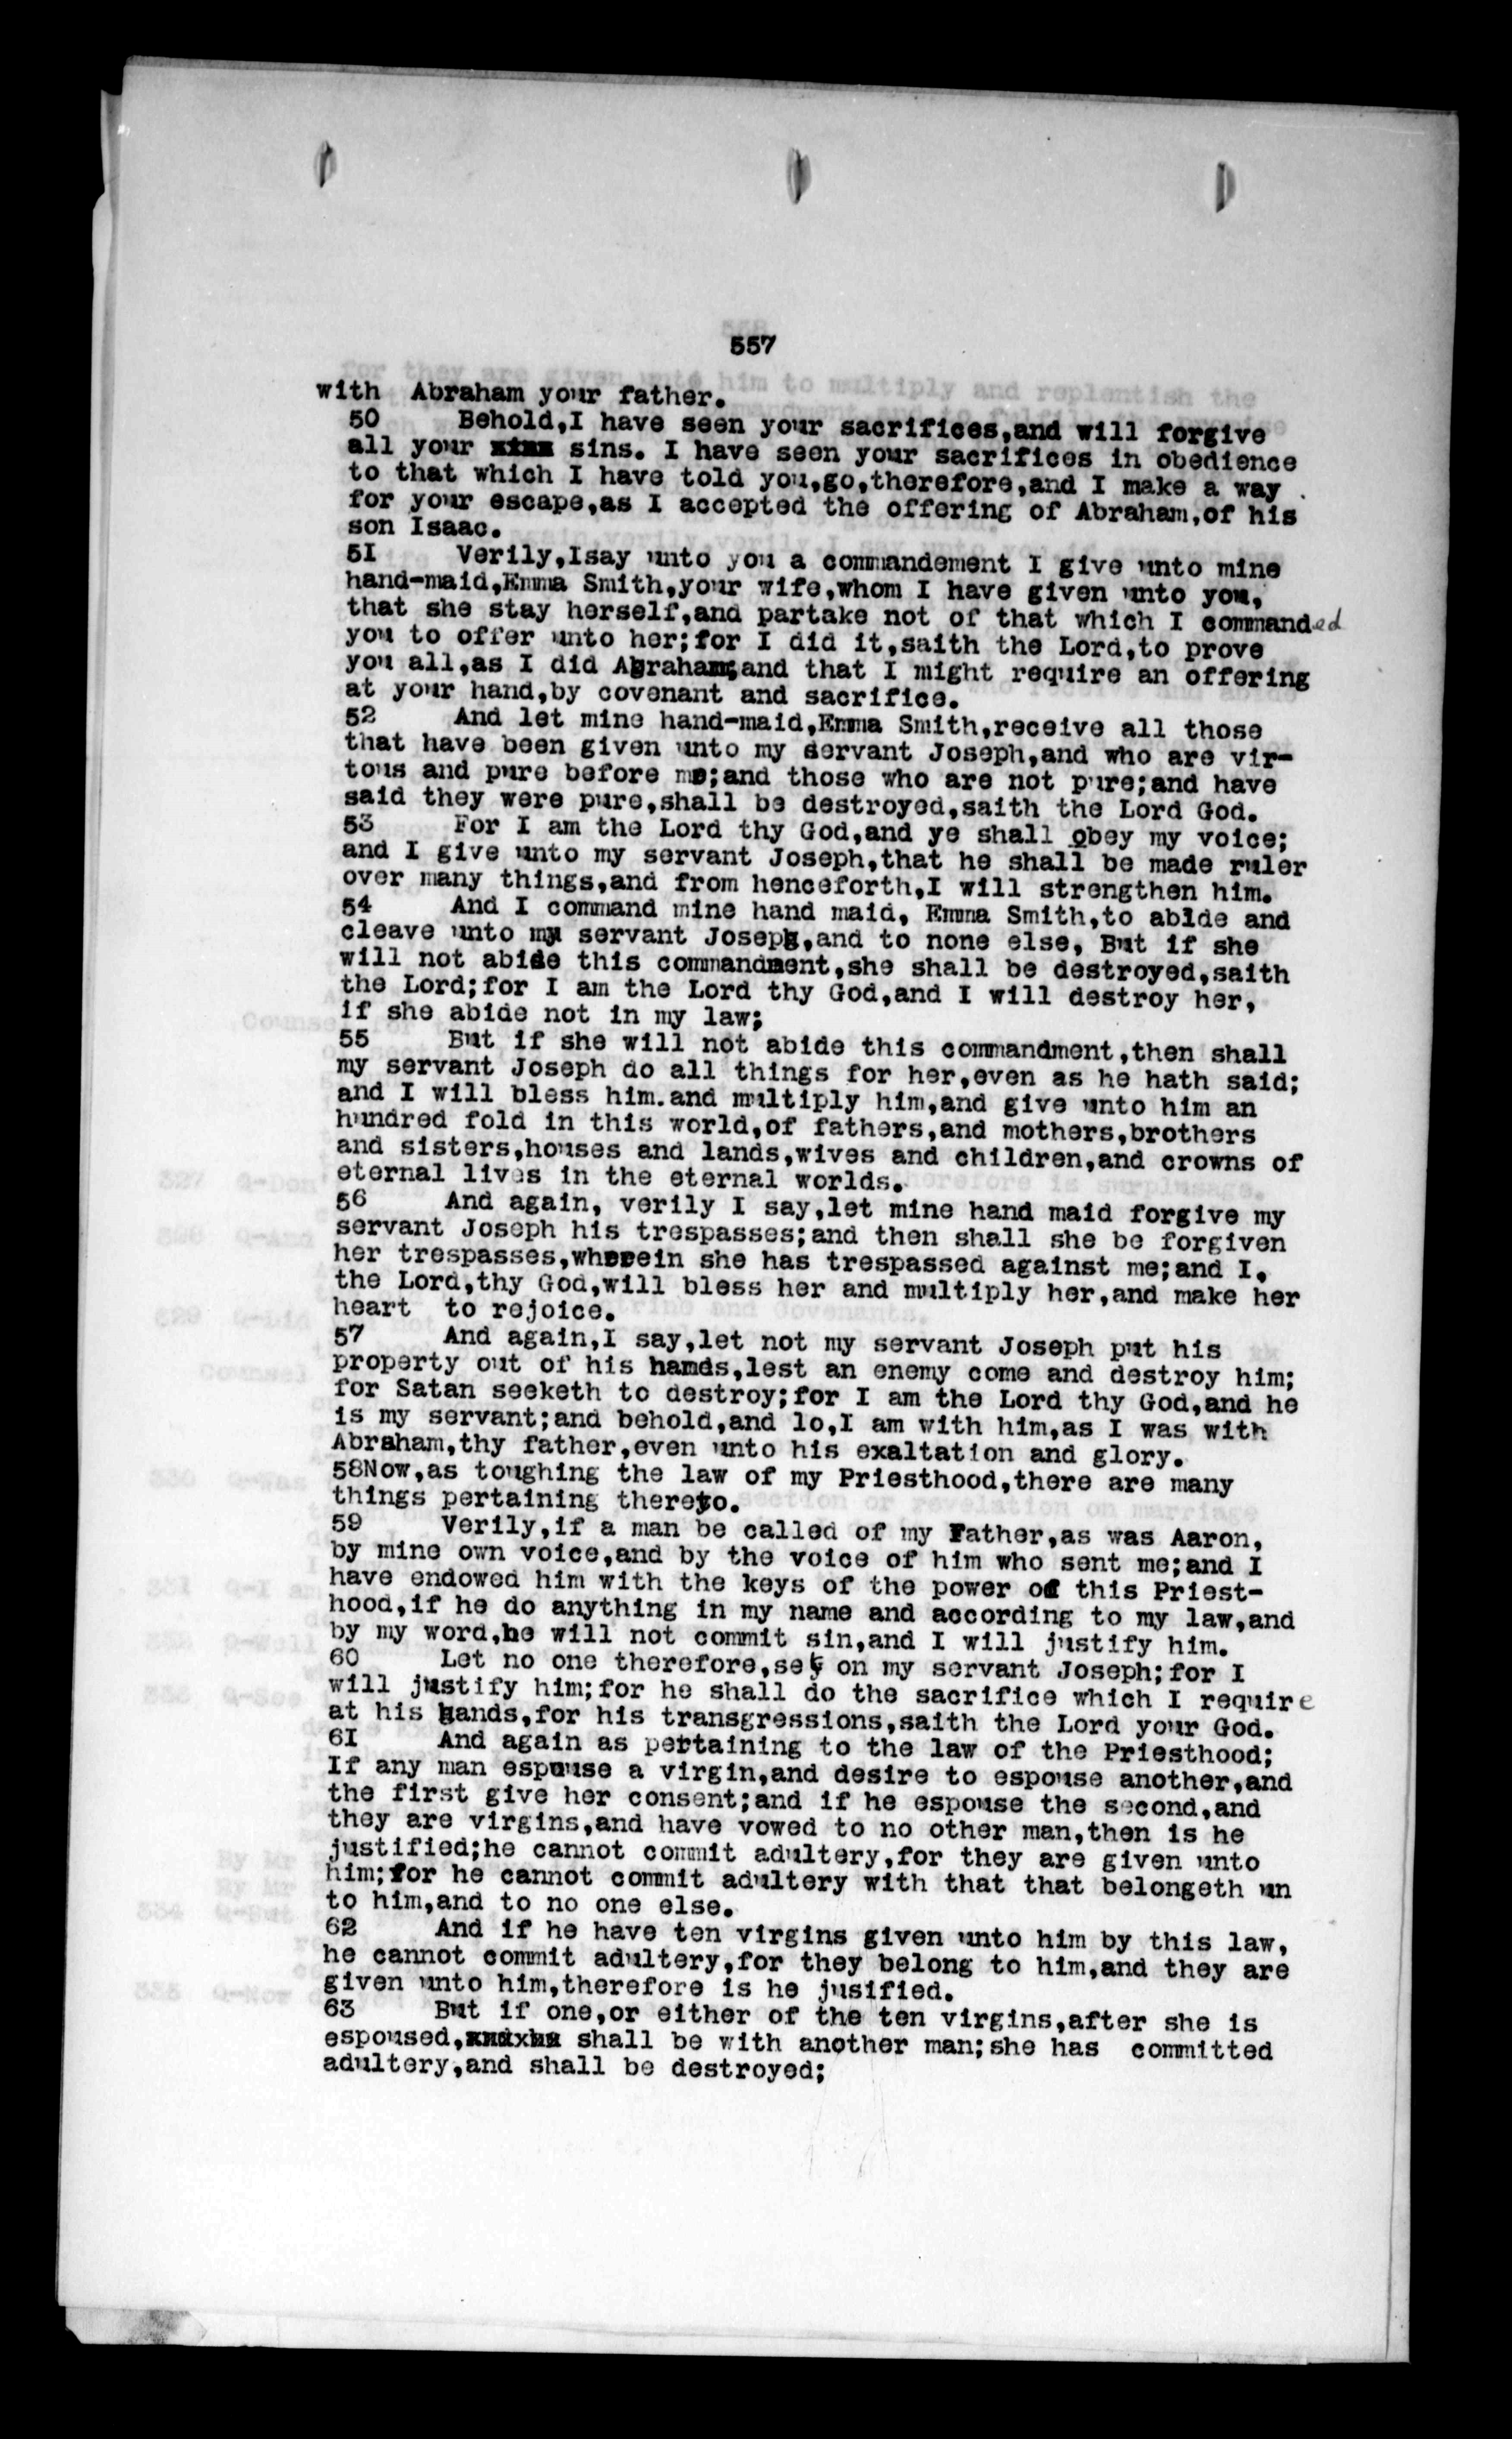 557
with Abraham your father.
50 Behold,I have seen your sacrifices,and will forgive
all your sins. I have seen your sacrifices in obedience
to that which I have told you,go,therefore,and I make a way
for your escape,as I accepted the offering of Abraham,of his
son Isaac.
5I Verily,Isay unto you a commandement I give unto mine
hand-maid,Emma Smith,your wife,whom I have given unto you,
that she stay herself,and partake not of that which I commanded
you to offer unto her;for I did it,saith the Lord,to prove
you all,as I did Abraham;and that I might require an offering
at your hand,by covenant and sacrifice.
52 And let mine hand-maid,Emma Smith,receive all those
that have been given unto my servant Joseph,and who are vir-
tous and pure before me;and those who are not pure;and have
said they were pure,shall be destroyed,saith the Lord God.
53 For I am the Lord thy God,and ye shall obey my voice;
and I give unto my servant Joseph,that he shall be made ruler
over many things,and from henceforth,I will strengthen him.
54 And I command mine hand maid, Emma Smith,to abide and
cleave unto my servant Joseph,and to none else, But if she
will not abide this commandment,she shall be destroyed,saith
the Lord;for I am the Lord thy God,and I will destroy her,
if she abide not in my law;
55 But if she will not abide this commandment,then shall
my servant Joseph do all things for her,even as he hath said;
and I will bless him.and multiply him,and give unto him an
hundred fold in this world,of fathers,and mothers,brothers
and sisters,houses and lands,wives and children,and crowns of
eternal lives in the eternal worlds.
56 And again, verily I say,let mine hand maid forgive my
servant Joseph his trespasses;and then shall she be forgiven
her trespasses,wherein she has trespassed against me;and I,
the Lord,thy God,will bless her and multiply her,and make her
heart to rejoice.
57 And again,I say,let not my servant Joseph put his
property out of his hands,lest an enemy come and destroy him;
for Satan seeketh to destroy;for I am the Lord thy God,and he
is my servant;and behold,and lo,I am with him,as I was with
Abraham,thy father,even unto his exaltation and glory.
58Now,as toughing the law of my Priesthood,there are many
things pertaining thereto.
59 Verily,if a man be called of my Father,as was Aaron,
by mine own voice,and by the voice of him who sent me;and I
have endowed him with the keys of the power of this Priest-
hood,if he do anything in my name and according to my law,and
by my word,he will not commit sin,and I will justify him.
60 Let no one therefore,set on my servant Joseph;for I
will justify him;for he shall do the sacrifice which I require
at his hands,for his transgressions,saith the Lord your God.
6I And again as pertaining to the law of the Priesthood;
If any man espouse a virgin,and desire to espouse another,and
the first give her consent;and if he espouse the second,and
they are virgins,and have vowed to no other man,then is he
justified;he cannot commit adultery,for they are given unto
him;for he cannot commit adultery with that that belongeth un
to him,and to no one else.
62 And if he have ten virgins given unto him by this law,
he cannot commit adultery,for they belong to him,and they are
given unto him,therefore is he jusified.
63 But if one,or either of the ten virgins,after she is
espoused, shall be with another man;she has committed
adultery,and shall be destroyed;